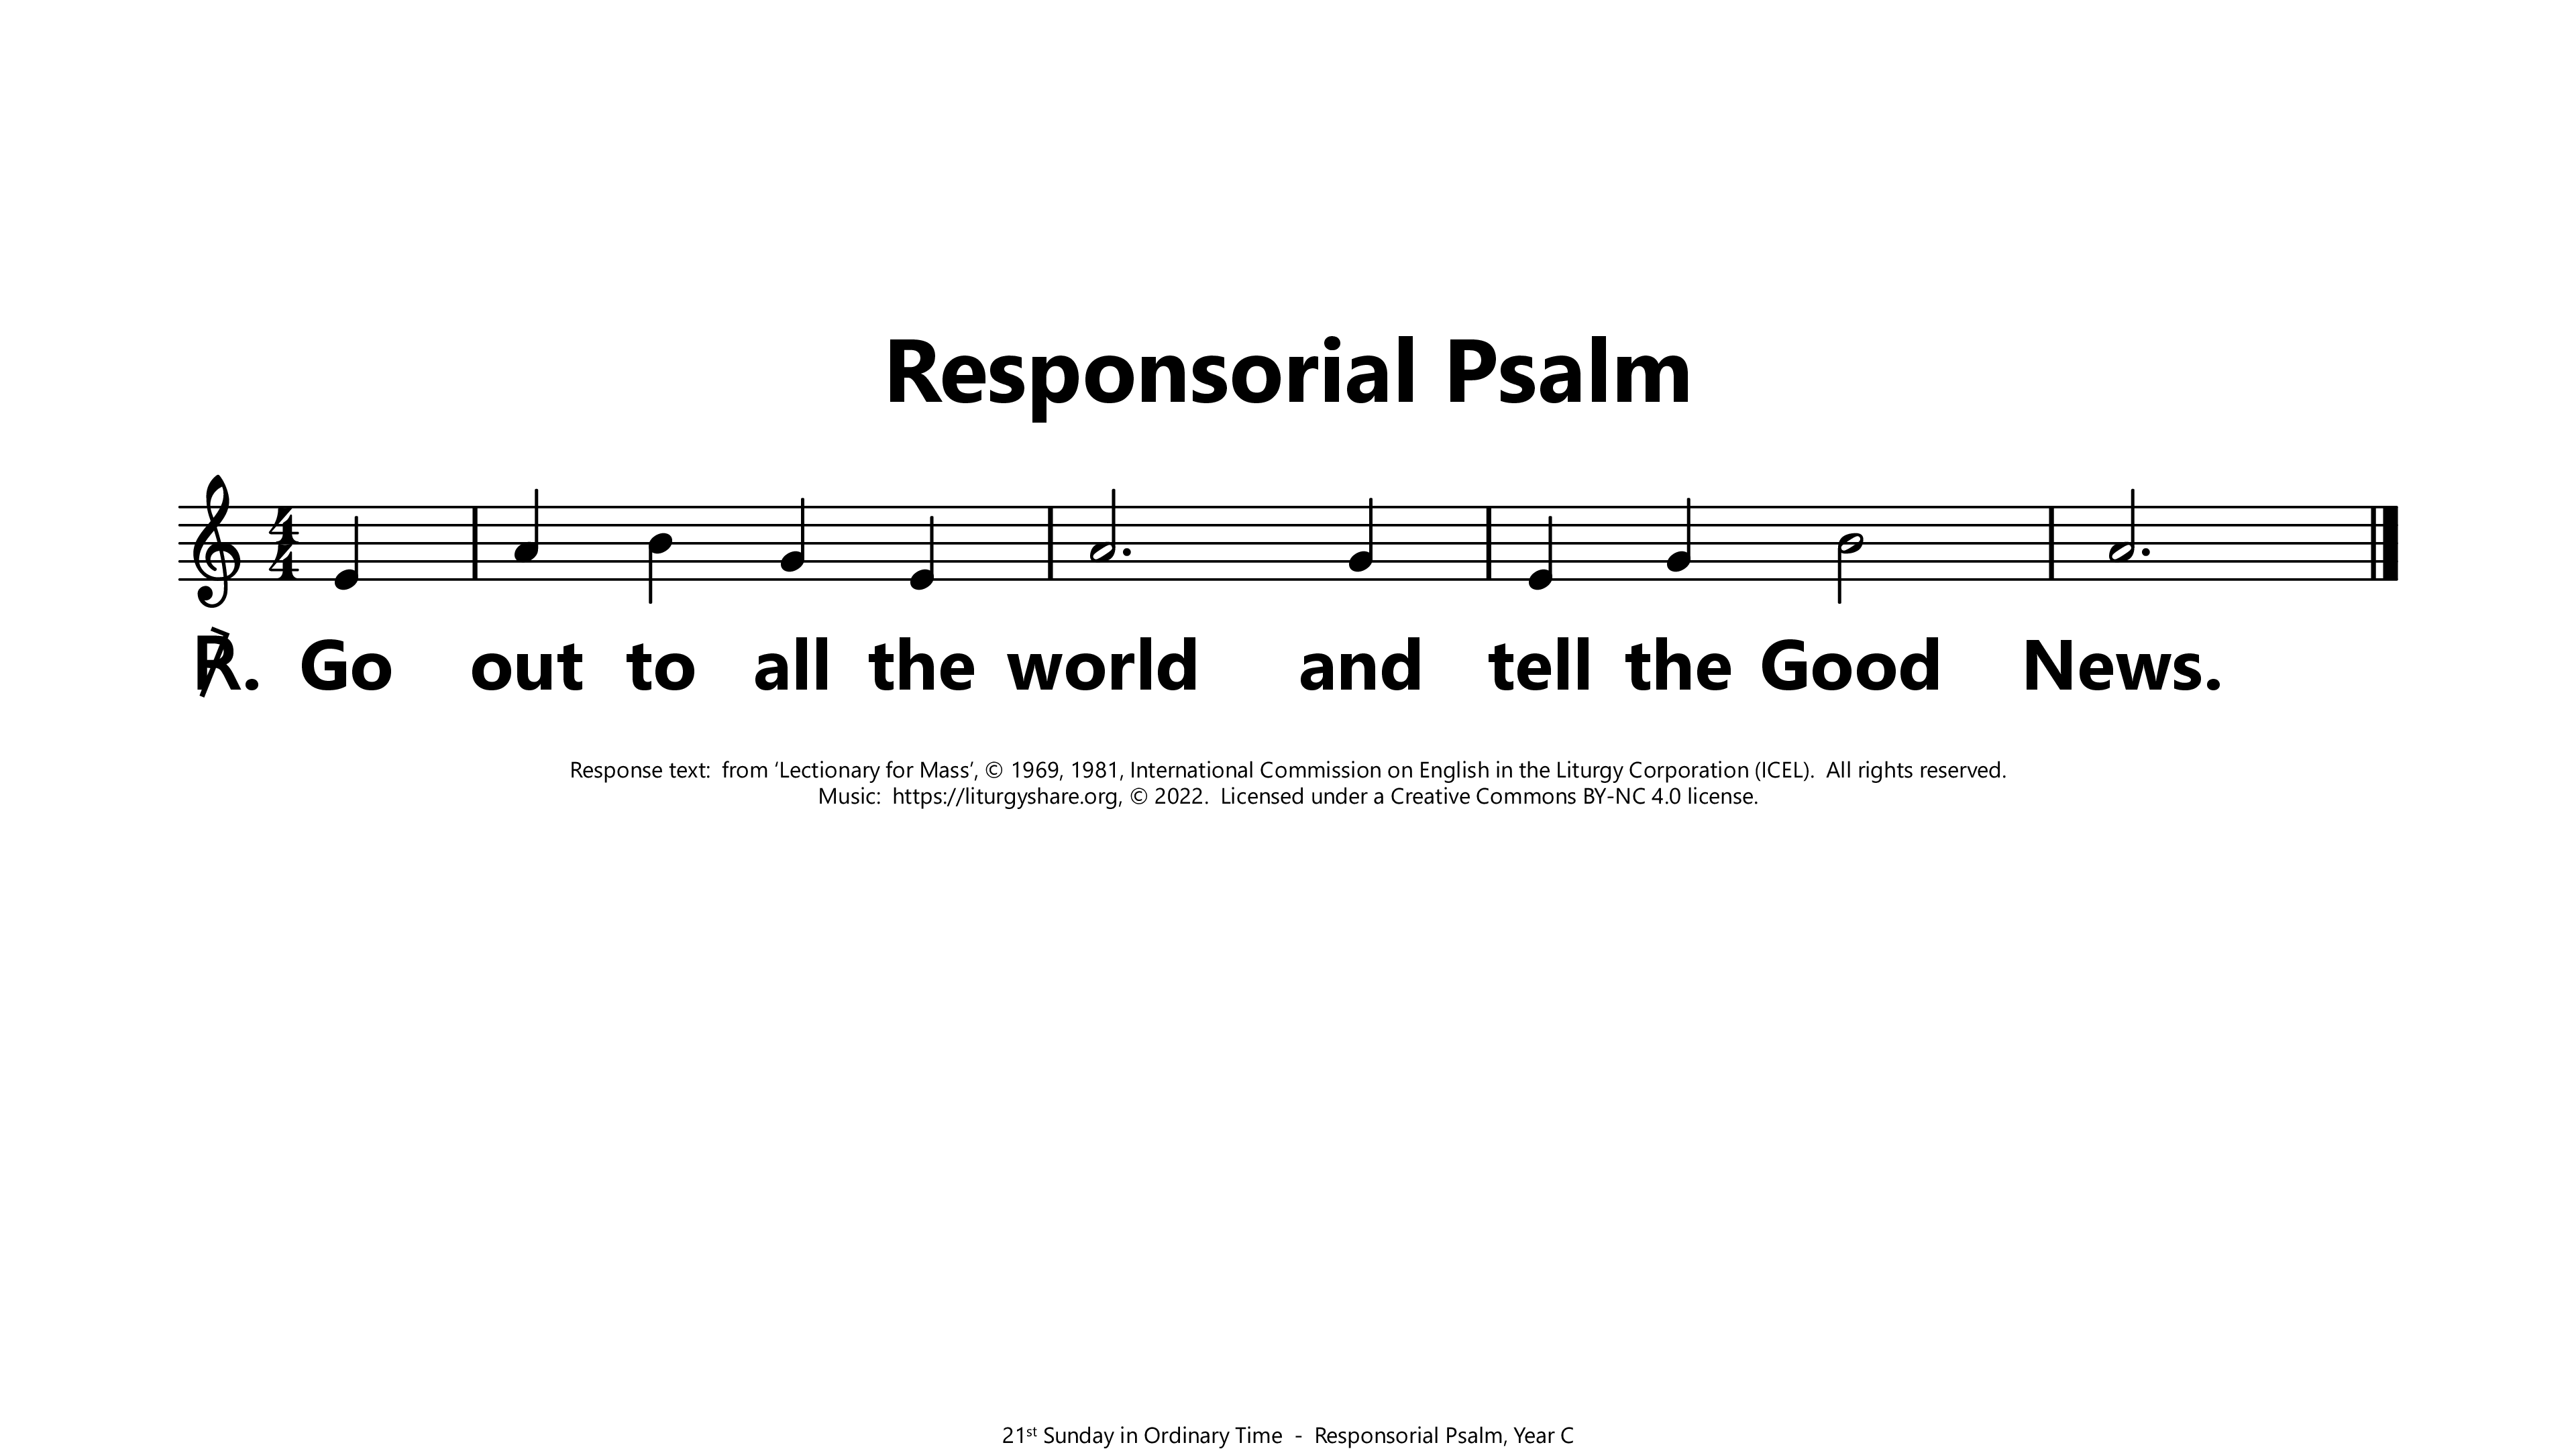 Responsorial Psalm
4
4
℟. Go out to all the world and tell the Good News.
Response text:  from ‘Lectionary for Mass’, © 1969, 1981, International Commission on English in the Liturgy Corporation (ICEL).  All rights reserved.
Music:  https://liturgyshare.org, © 2022.  Licensed under a Creative Commons BY-NC 4.0 license.
21st Sunday in Ordinary Time  -  Responsorial Psalm, Year C